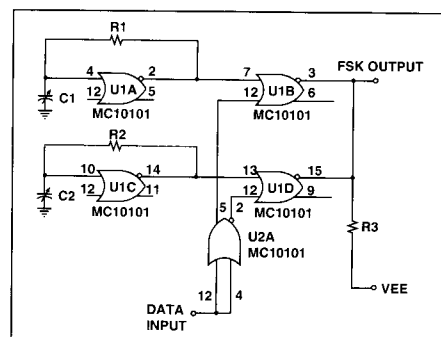 R1
4 2
12 U1A 5
C1
MC10101
7 3 FSK OUTPUT
12 U1B 6
MC10101
R2
10 14
12 U1C 11
C2
MC10101
13 15
12 U1D 9
MC10101
5 2
U2A
MC10101
R3
12 4
DATA
INPUT
VEE